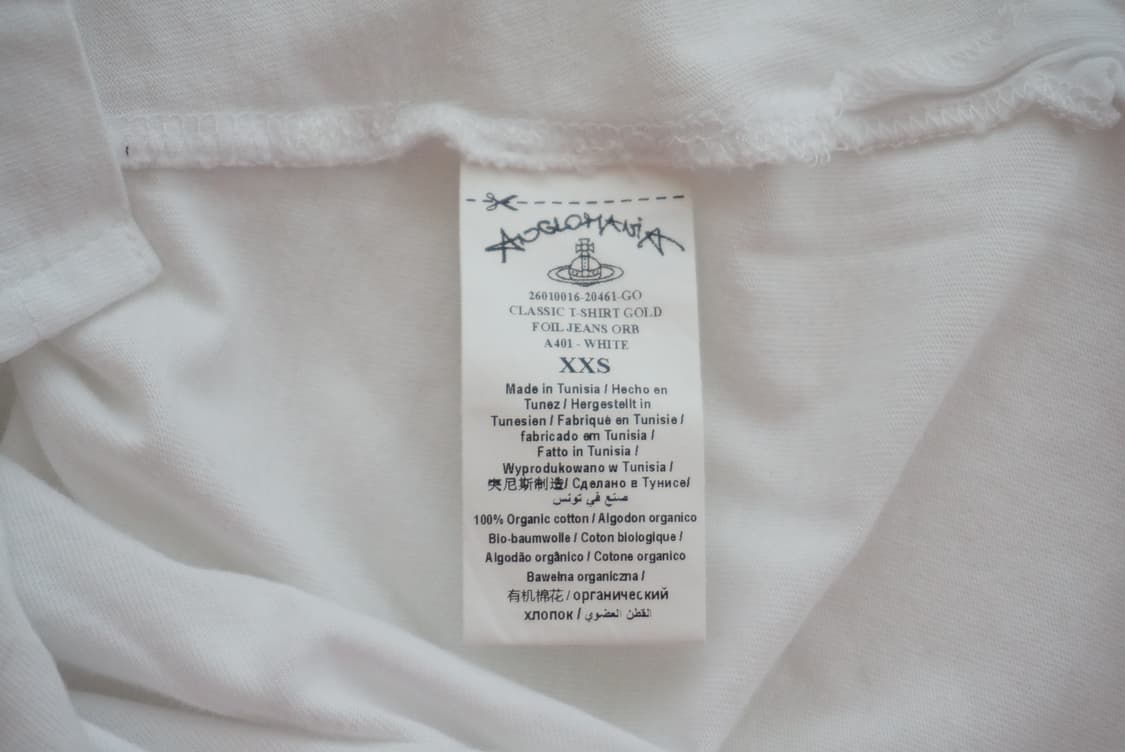 ANGLOMANIA
26010016-20461-GO
CLASSIC T-SHIRT GOLD
FOIL JEANS ORB
A401 - WHITE
XXS
Made in Tunisia / Hecho en
Tunez / Hergestellt in
Tunesien / Fabriqué en Tunisie /
fabricado em Tunisia /
Fatto in Tunisia /
Wyprodukowano w Tunisia /
突尼斯制造/ Сделано в Тунисе/
صنع في تونس
100% Organic cotton / Algodon organico
Bio-baumwolle / Coton biologique /
Algodão orgânico / Cotone organico
Bawełna organiczna /
有机棉花 / органический
хлопок / القطن العضوي